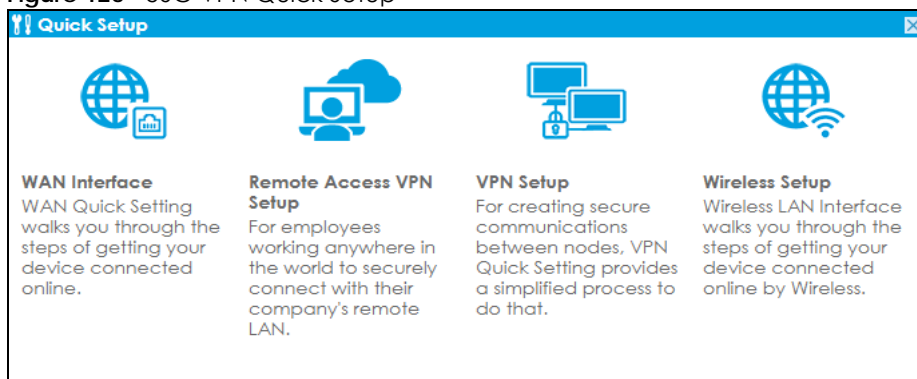 Quick Setup
WAN Interface
WAN Quick Setting
walks you through the
steps of getting your
device connected
online.
Remote Access VPN
Setup
For employees
working anywhere in
the world to securely
connect with their
company's remote
LAN.
VPN Setup
For creating secure
communications
between nodes, VPN
Quick Setting provides
a simplified process to
do that.
Wireless Setup
Wireless LAN Interface
walks you through the
steps of getting your
device connected
online by Wireless.